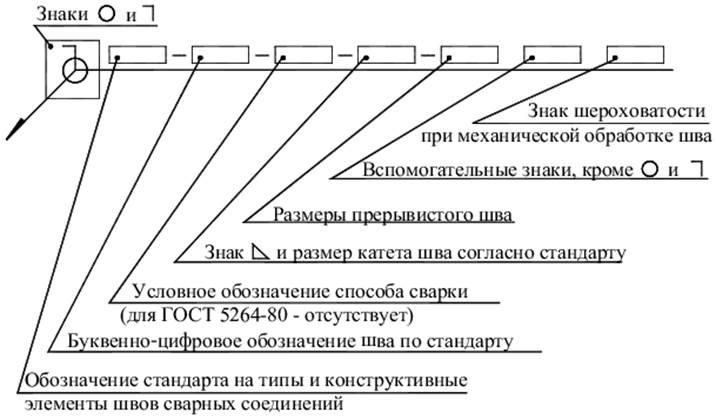 Знаки ○ и ㄱ
Знак шероховатости
при механической обработке шва
Вспомогательные знаки, кроме ○ и ㄱ
Размеры прерывистого шва
Знак ◺ и размер катета шва согласно стандарту
Условное обозначение способа сварки
(для ГОСТ 5264-80 - отсутствует)
Буквенно-цифровое обозначение шва по стандарту
Обозначение стандарта на типы и конструктивные
элементы швов сварных соединений